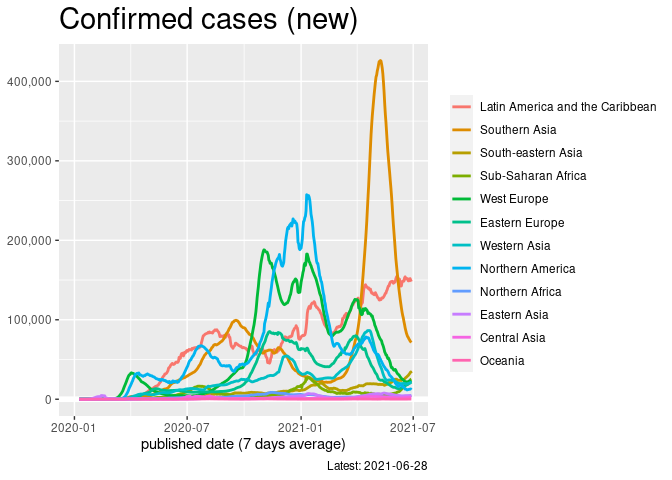 Confirmed cases (new)
400,000
300,000
200,000
100,000
0
2020-01
2020-07
2021-01
2021-07
published date (7 days average)
Latin America and the Caribbean
Southern Asia
South-eastern Asia
Sub-Saharan Africa
West Europe
Eastern Europe
Western Asia
Northern America
Northern Africa
Eastern Asia
Central Asia
Oceania
Latest: 2021-06-28